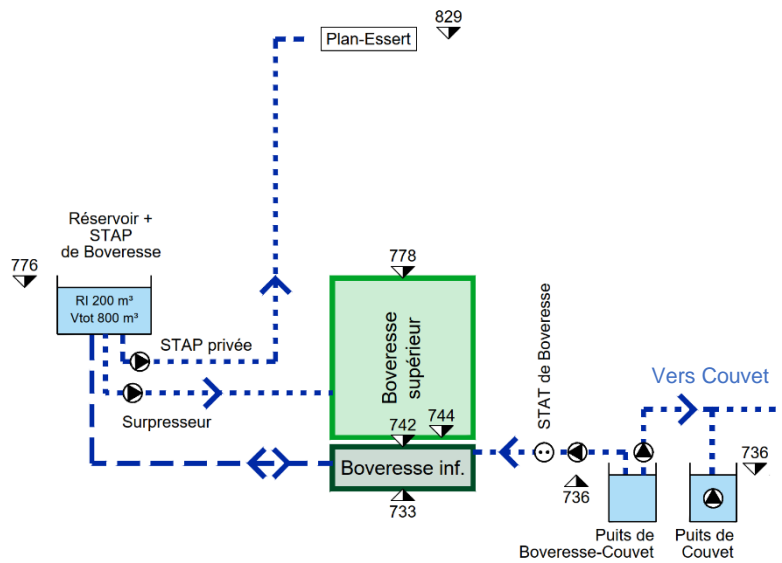 829
Plan-Essert
Réservoir +
STAP
de Boveresse
776
RI 200 m³
Vtot 800 m³
STAP privée
Surpresseur
778
Boveresse
supérieur
744
742
Boveresse inf.
733
STAT de Boveresse
736
Vers Couvet
736
Puits de
Boveresse-Couvet
Puits de
Couvet